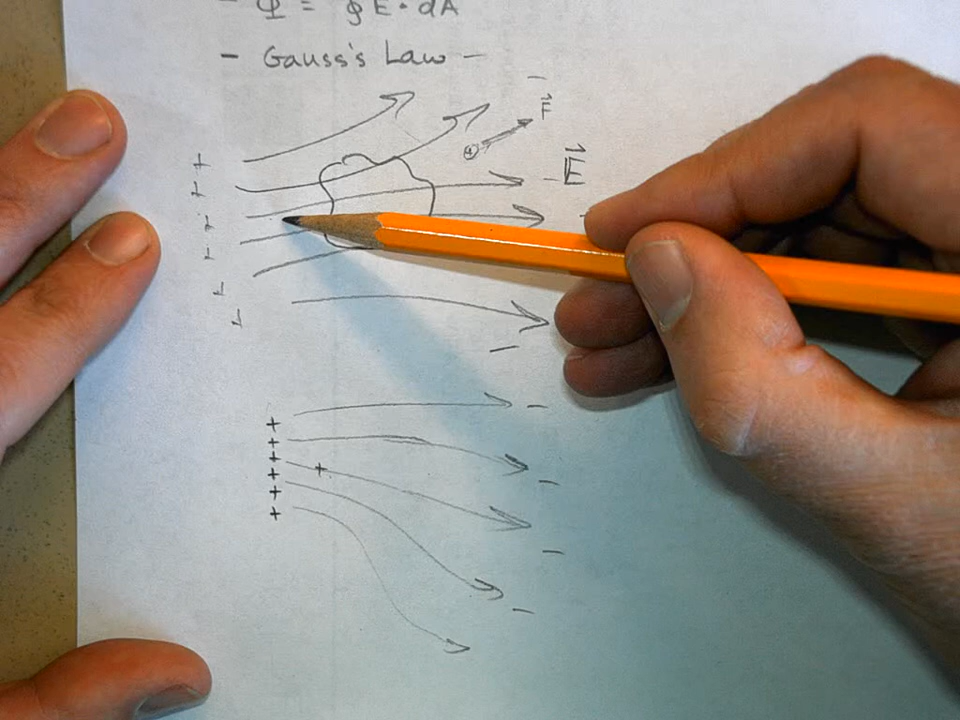 - Φ = ∮ E · dA
- Gauss's Law -
F⃗
E⃗